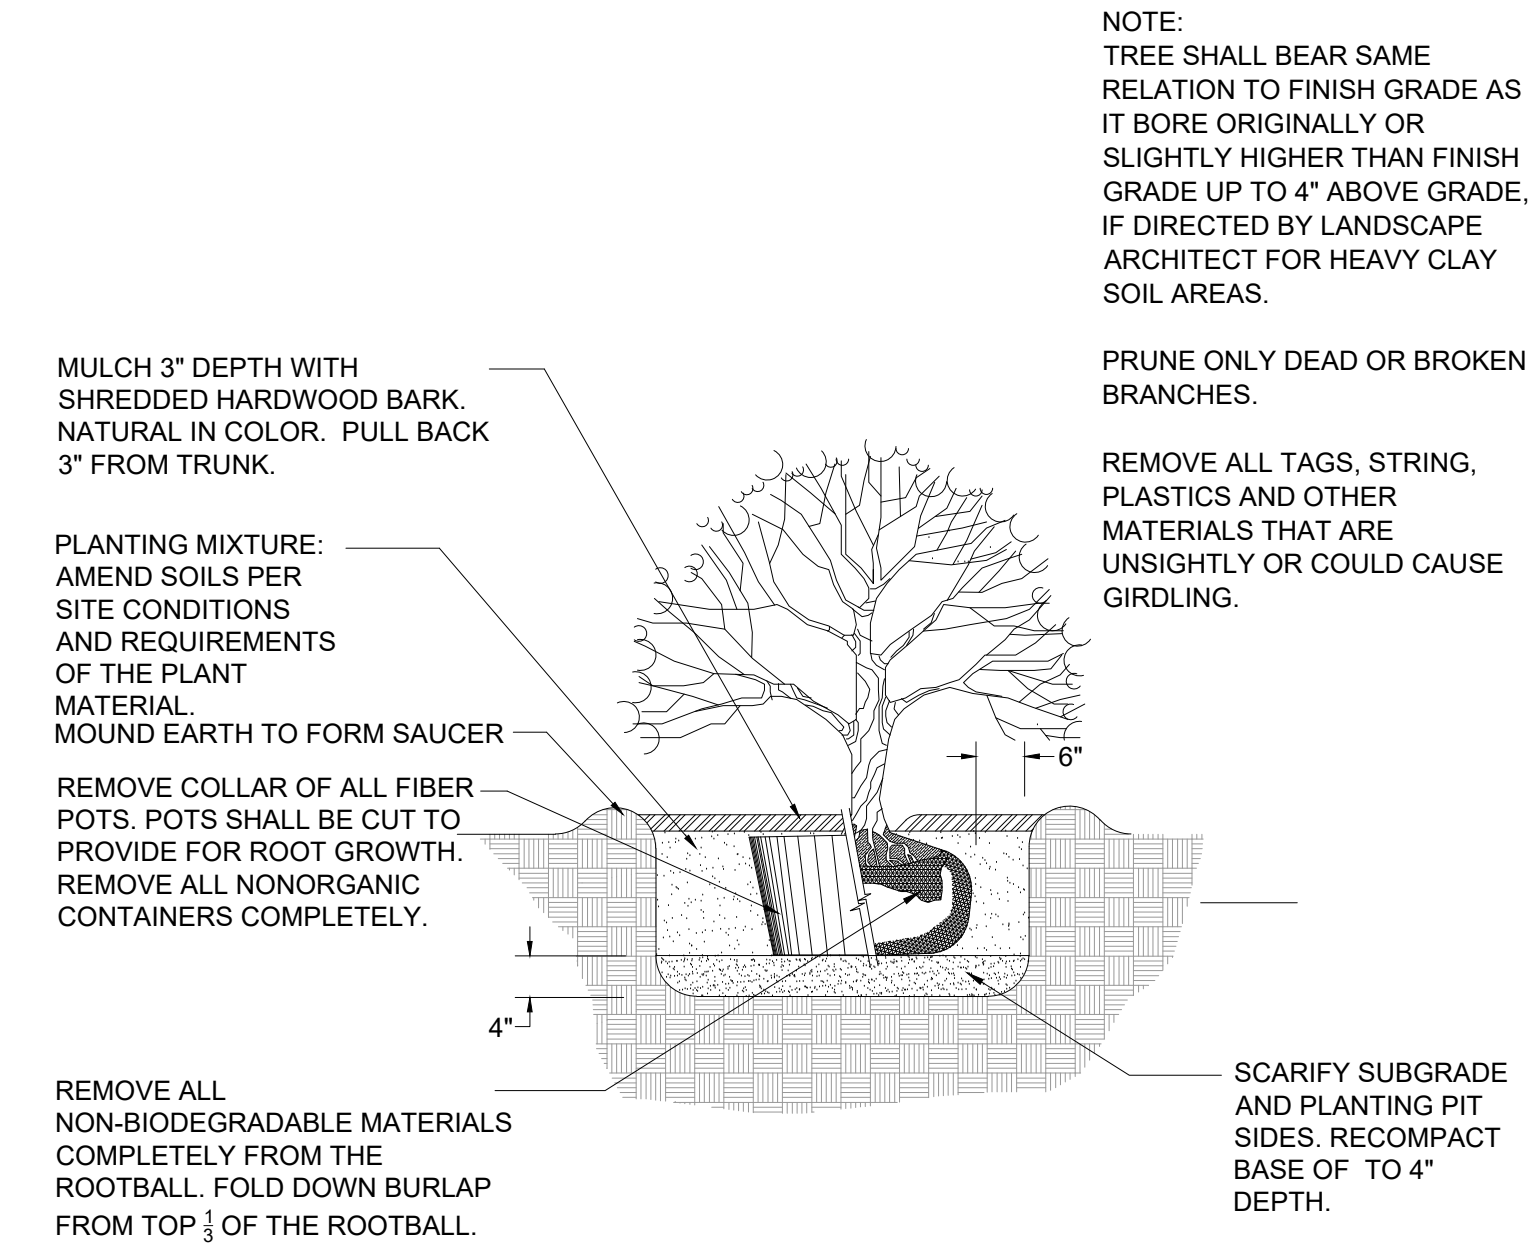 NOTE:
TREE SHALL BEAR SAME
RELATION TO FINISH GRADE AS
IT BORE ORIGINALLY OR
SLIGHTLY HIGHER THAN FINISH
GRADE UP TO 4" ABOVE GRADE,
IF DIRECTED BY LANDSCAPE
ARCHITECT FOR HEAVY CLAY
SOIL AREAS.
PRUNE ONLY DEAD OR BROKEN
BRANCHES.
REMOVE ALL TAGS, STRING,
PLASTICS AND OTHER
MATERIALS THAT ARE
UNSIGHTLY OR COULD CAUSE
GIRDLING.
MULCH 3" DEPTH WITH
SHREDDED HARDWOOD BARK.
NATURAL IN COLOR. PULL BACK
3" FROM TRUNK.
PLANTING MIXTURE:
AMEND SOILS PER
SITE CONDITIONS
AND REQUIREMENTS
OF THE PLANT
MATERIAL.
MOUND EARTH TO FORM SAUCER
REMOVE COLLAR OF ALL FIBER
POTS. POTS SHALL BE CUT TO
PROVIDE FOR ROOT GROWTH.
REMOVE ALL NONORGANIC
CONTAINERS COMPLETELY.
6"
4"
REMOVE ALL
NON-BIODEGRADABLE MATERIALS
COMPLETELY FROM THE
ROOTBALL. FOLD DOWN BURLAP
FROM TOP 1/3 OF THE ROOTBALL.
SCARIFY SUBGRADE
AND PLANTING PIT
SIDES. RECOMPACT
BASE OF TO 4"
DEPTH.